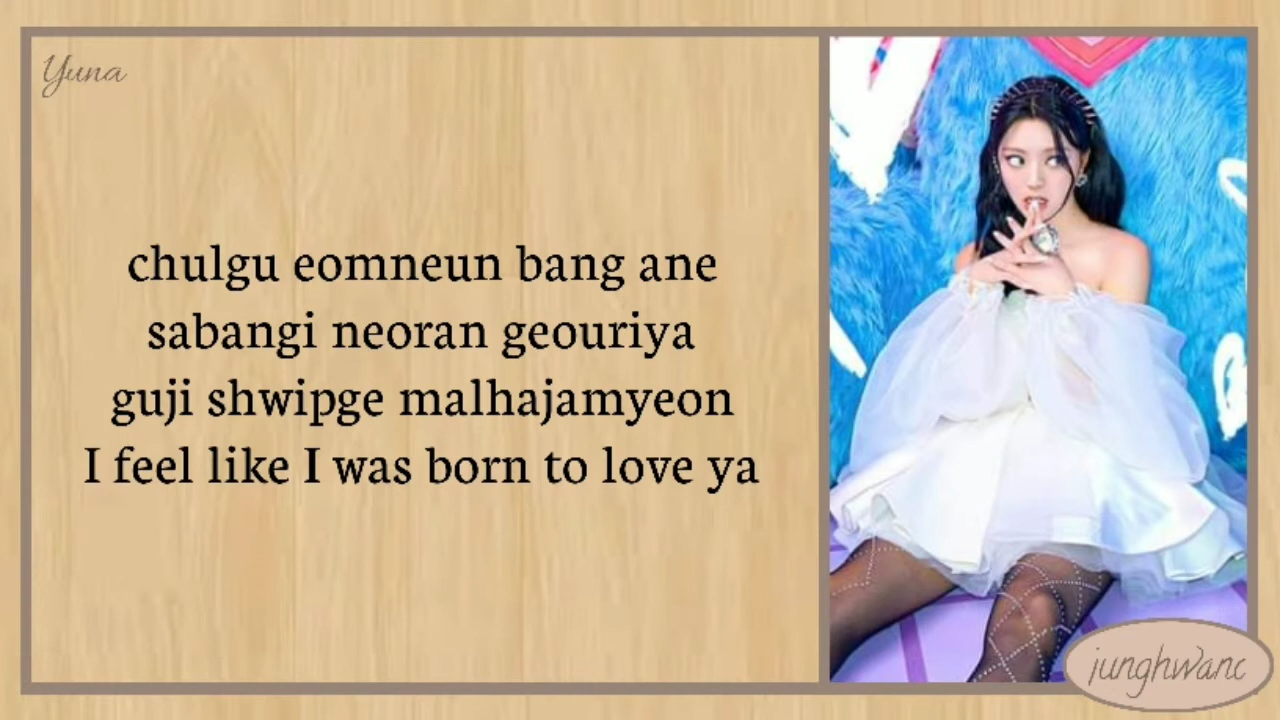 Yuna
chulgu eomneun bang ane
sabangi neoran geouriya
guji shwipge malhajamyeon
I feel like I was born to love ya
junghwanc